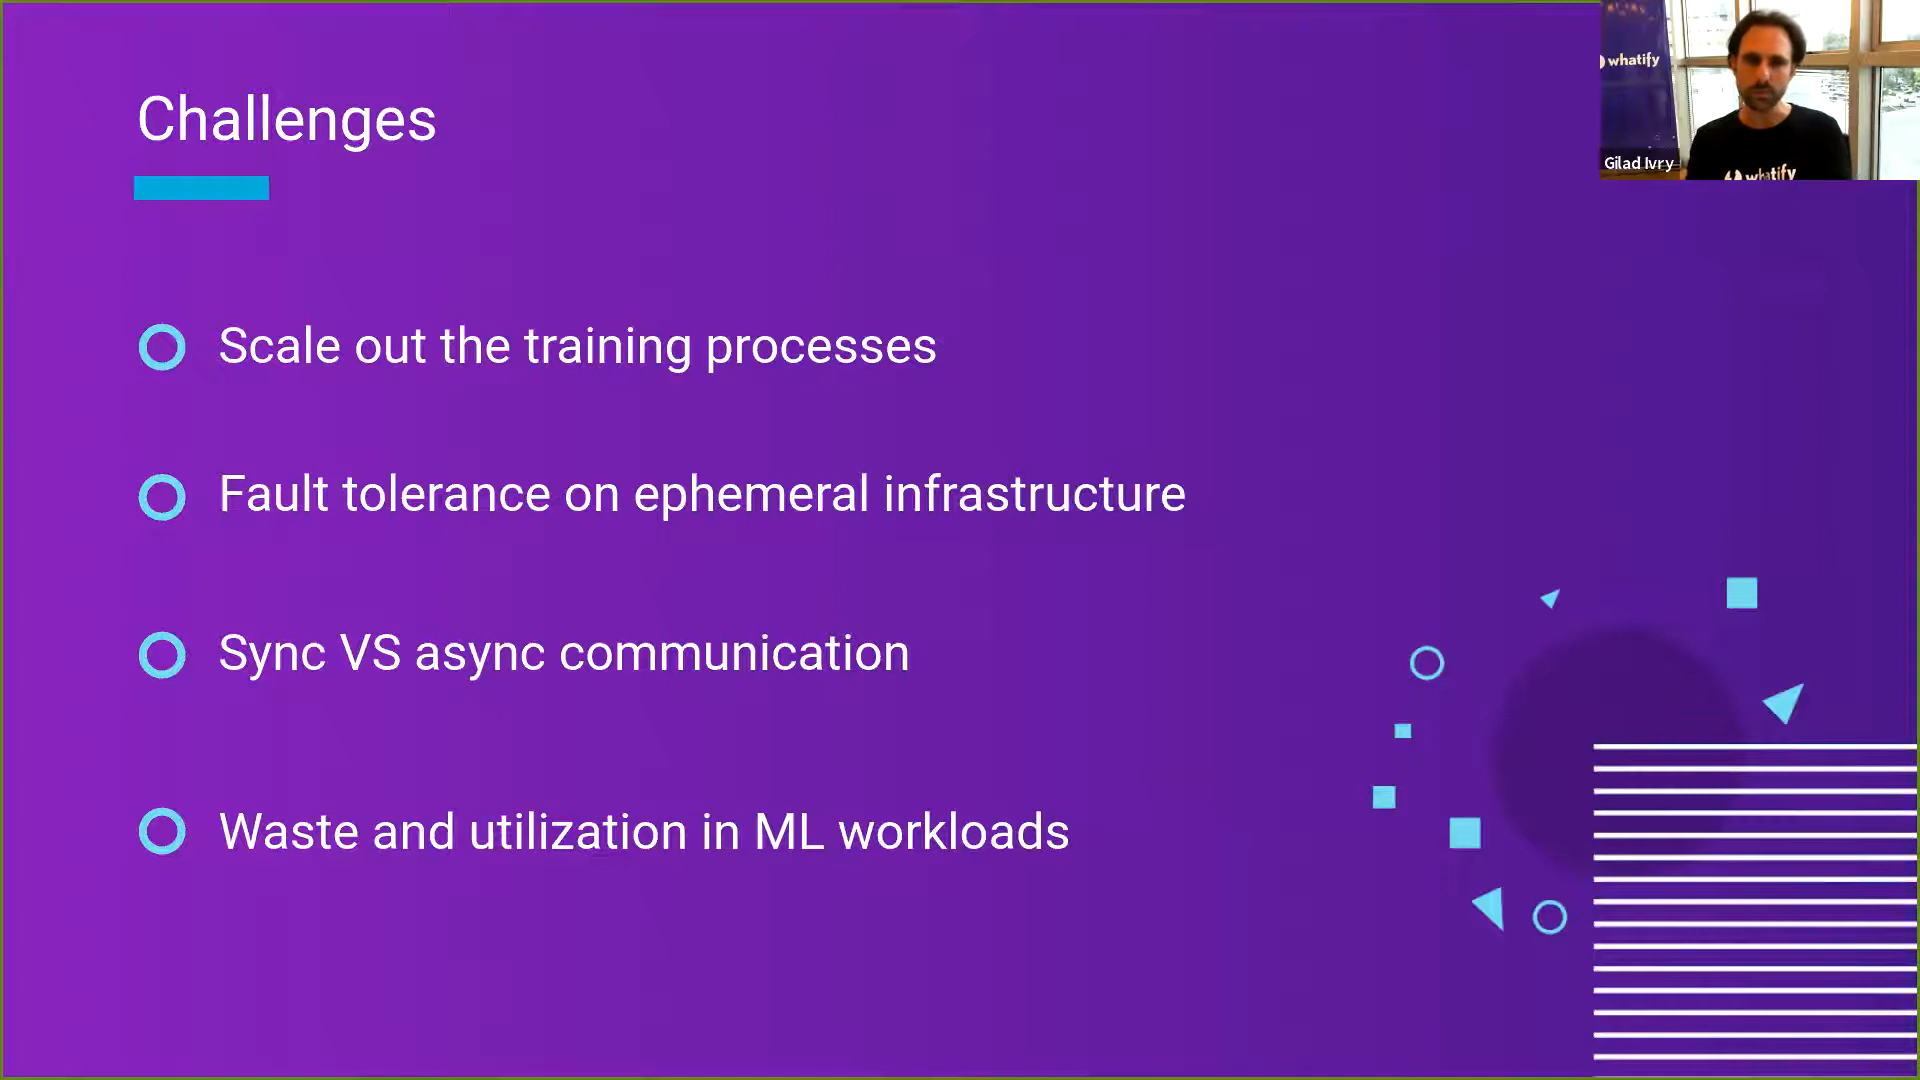 Challenges
whatify
Gilad Ivry
whatify
Scale out the training processes
Fault tolerance on ephemeral infrastructure
Sync VS async communication
Waste and utilization in ML workloads